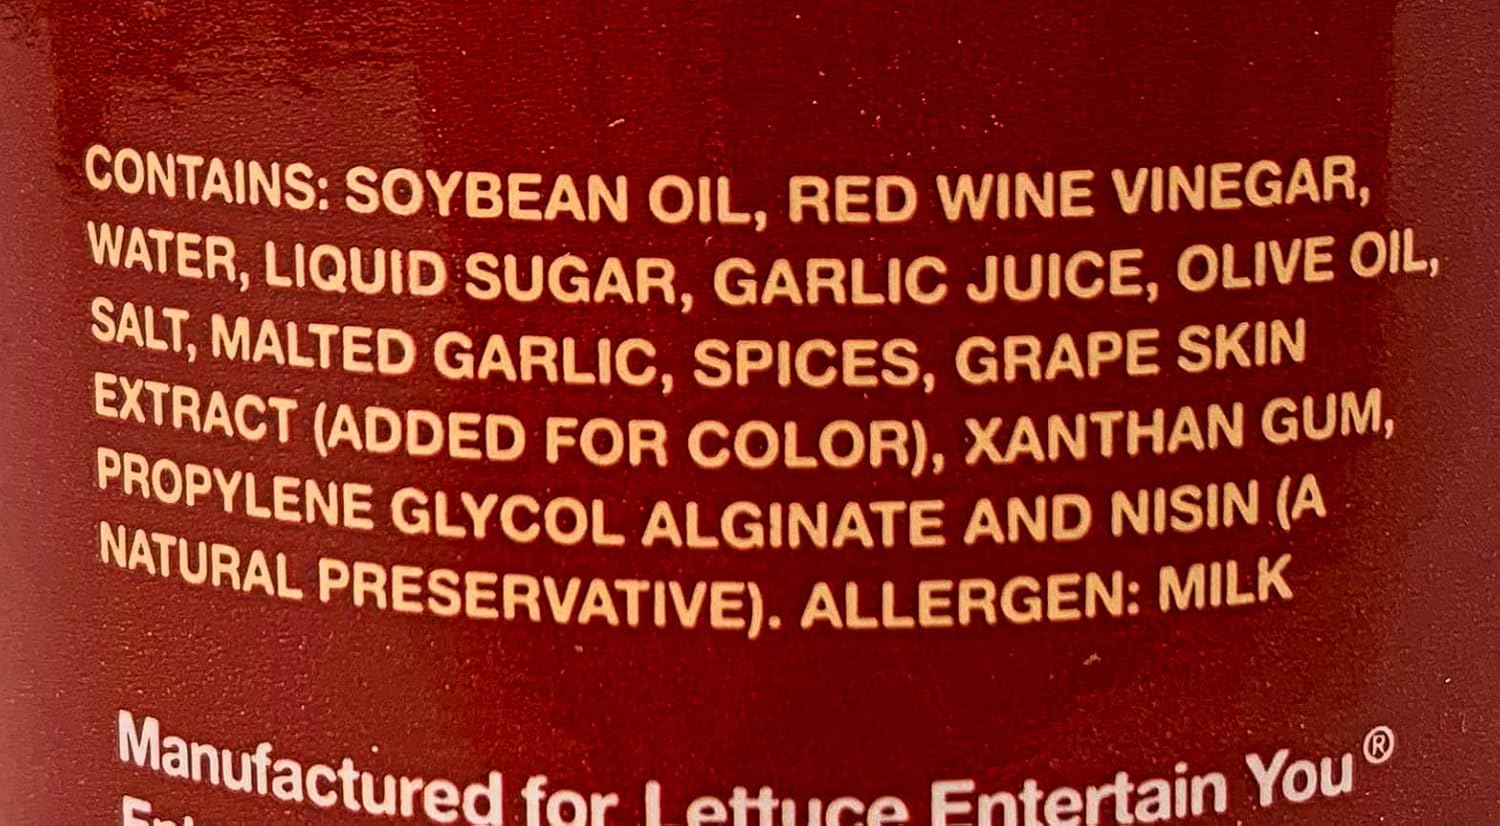 CONTAINS: SOYBEAN OIL, RED WINE VINEGAR,
WATER, LIQUID SUGAR, GARLIC JUICE, OLIVE OIL,
SALT, MALTED GARLIC, SPICES, GRAPE SKIN
EXTRACT (ADDED FOR COLOR), XANTHAN GUM,
PROPYLENE GLYCOL ALGINATE AND NISIN (A
NATURAL PRESERVATIVE). ALLERGEN: MILK
Manufactured for Lettuce Entertain You®